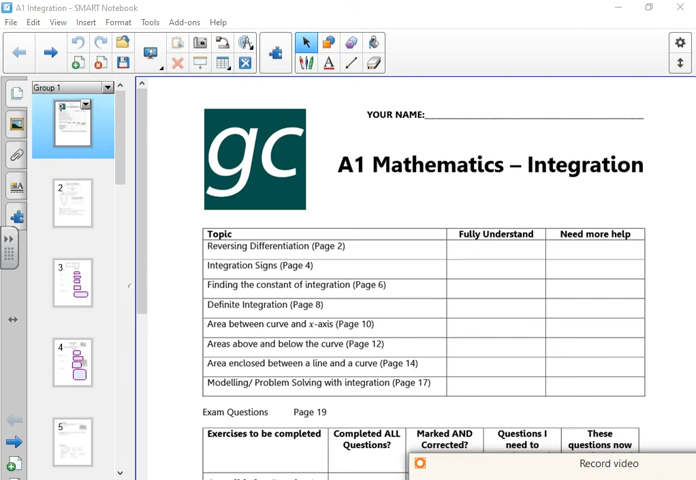 A1 Integration - SMART Notebook
File Edit View Insert Format Tools Add-ons Help
Group 1
2
3
4
5
gc
YOUR NAME:
A1 Mathematics – Integration
Topic Fully Understand Need more help
Reversing Differentiation (Page 2)
Integration Signs (Page 4)
Finding the constant of integration (Page 6)
Definite Integration (Page 8)
Area between curve and x-axis (Page 10)
Areas above and below the curve (Page 12)
Area enclosed between a line and a curve (Page 14)
Modelling/ Problem Solving with integration (Page 17)
Exam Questions Page 19
Exercises to be completed Completed ALL Questions? Marked AND Corrected? Questions I need to These questions now
Record video